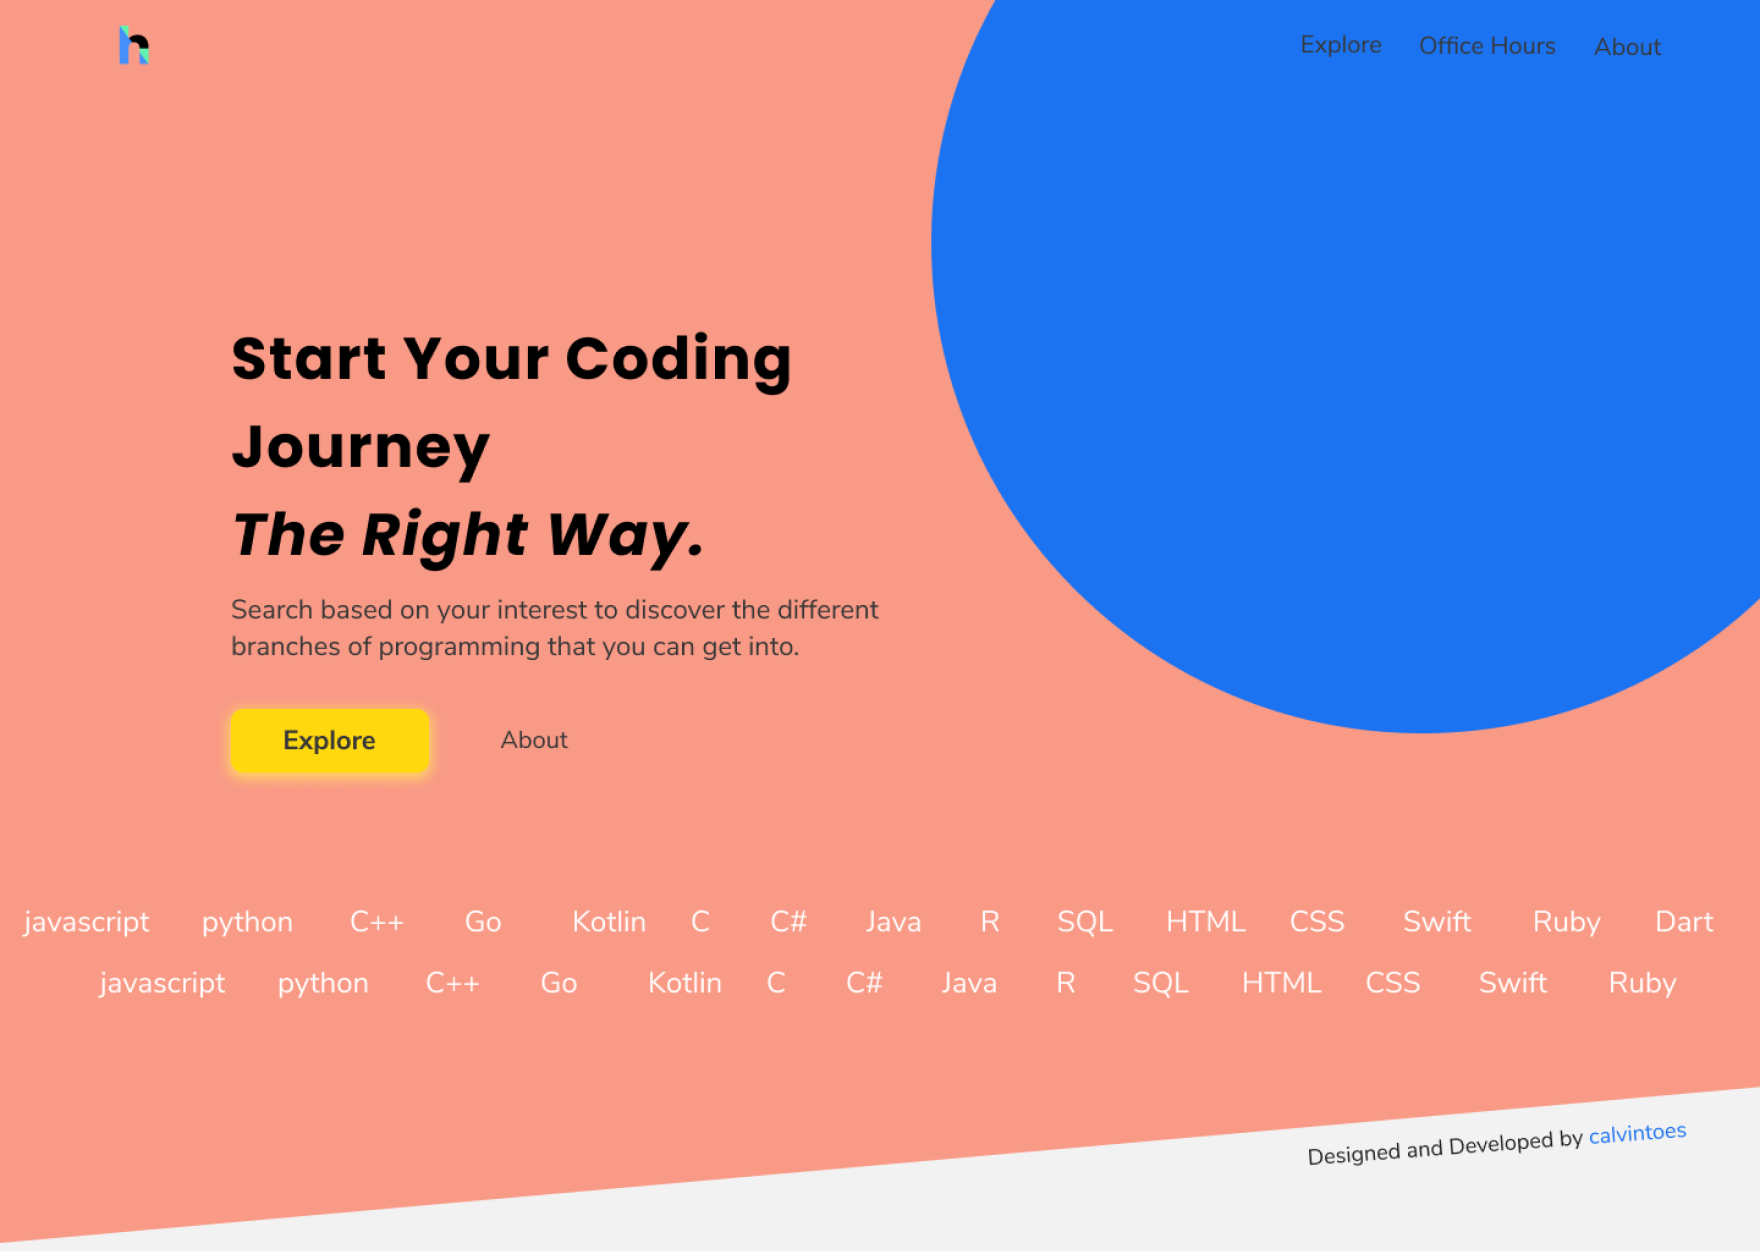 h
Explore Office Hours About
Start Your Coding
Journey
The Right Way.
Search based on your interest to discover the different
branches of programming that you can get into.
Explore About
javascript python C++ Go Kotlin C C# Java R SQL HTML CSS Swift Ruby Dart
javascript python C++ Go Kotlin C C# Java R SQL HTML CSS Swift Ruby
Designed and Developed by calvintoes